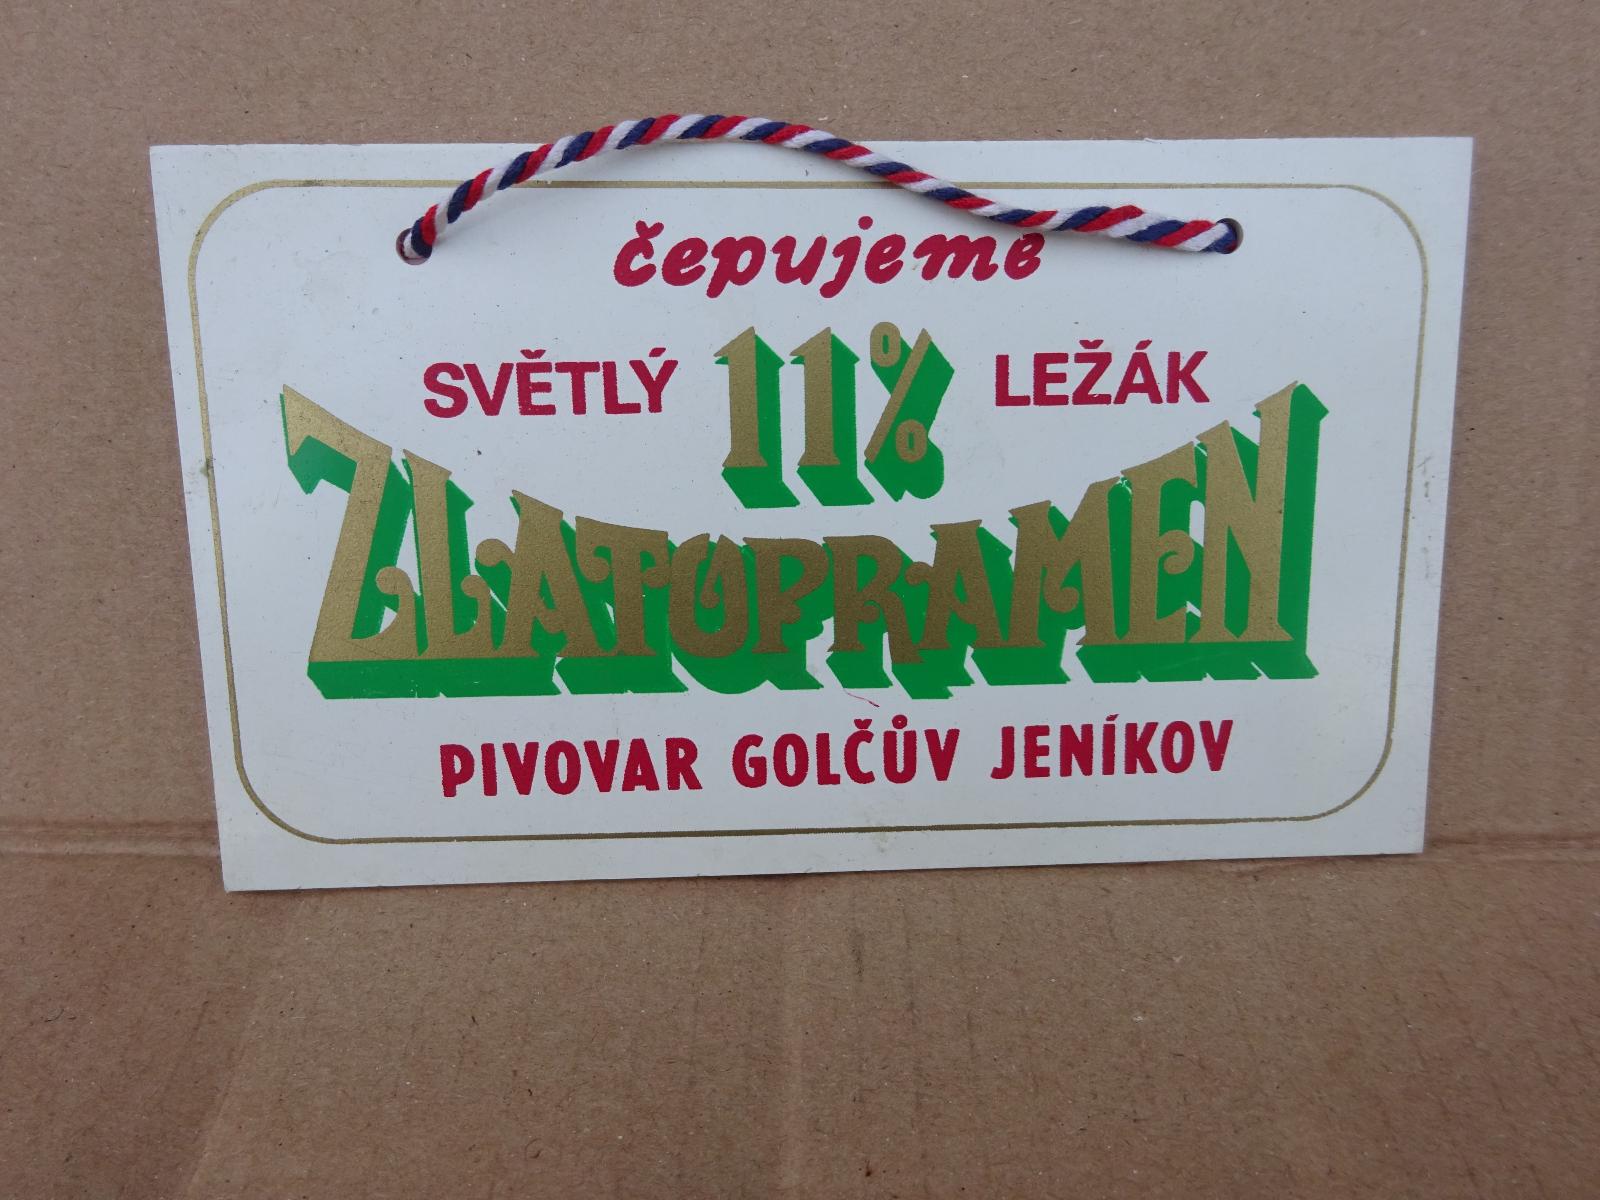 čepujeme
SVĚTLÝ 11% LEŽÁK
ZLATOPRAMEN
PIVOVAR GOLČŮV JENÍKOV